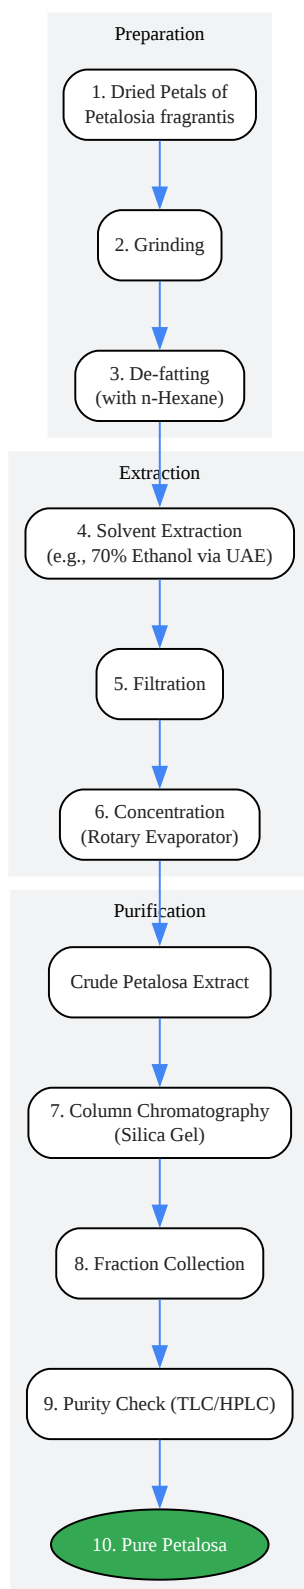 Preparation
1. Dried Petals of
Petalosia fragrantis
2. Grinding
3. De-fatting
(with n-Hexane)
Extraction
4. Solvent Extraction
(e.g., 70% Ethanol via UAE)
5. Filtration
6. Concentration
(Rotary Evaporator)
Purification
Crude Petalosa Extract
7. Column Chromatography
(Silica Gel)
8. Fraction Collection
9. Purity Check (TLC/HPLC)
10. Pure Petalosa